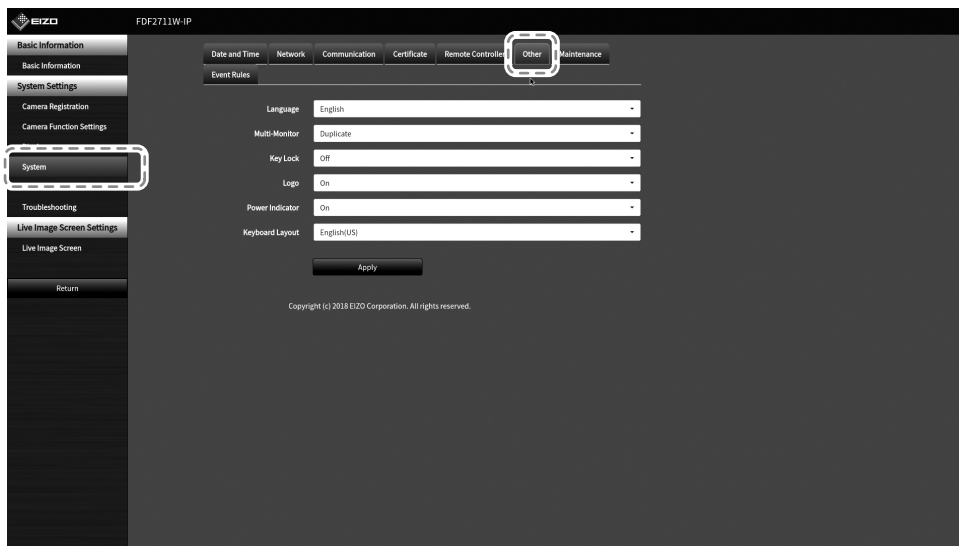 EIZO
FDF2711W-IP
Basic Information
Basic Information
System Settings
Camera Registration
Camera Function Settings
System
Troubleshooting
Live Image Screen Settings
Live Image Screen
Return
Date and Time Network Communication Certificate Remote Controller Other Maintenance
Event Rules
Language English
Multi-Monitor Duplicate
Key Lock Off
Logo On
Power Indicator On
Keyboard Layout English(US)
Apply
Copyright (c) 2018 EIZO Corporation. All rights reserved.